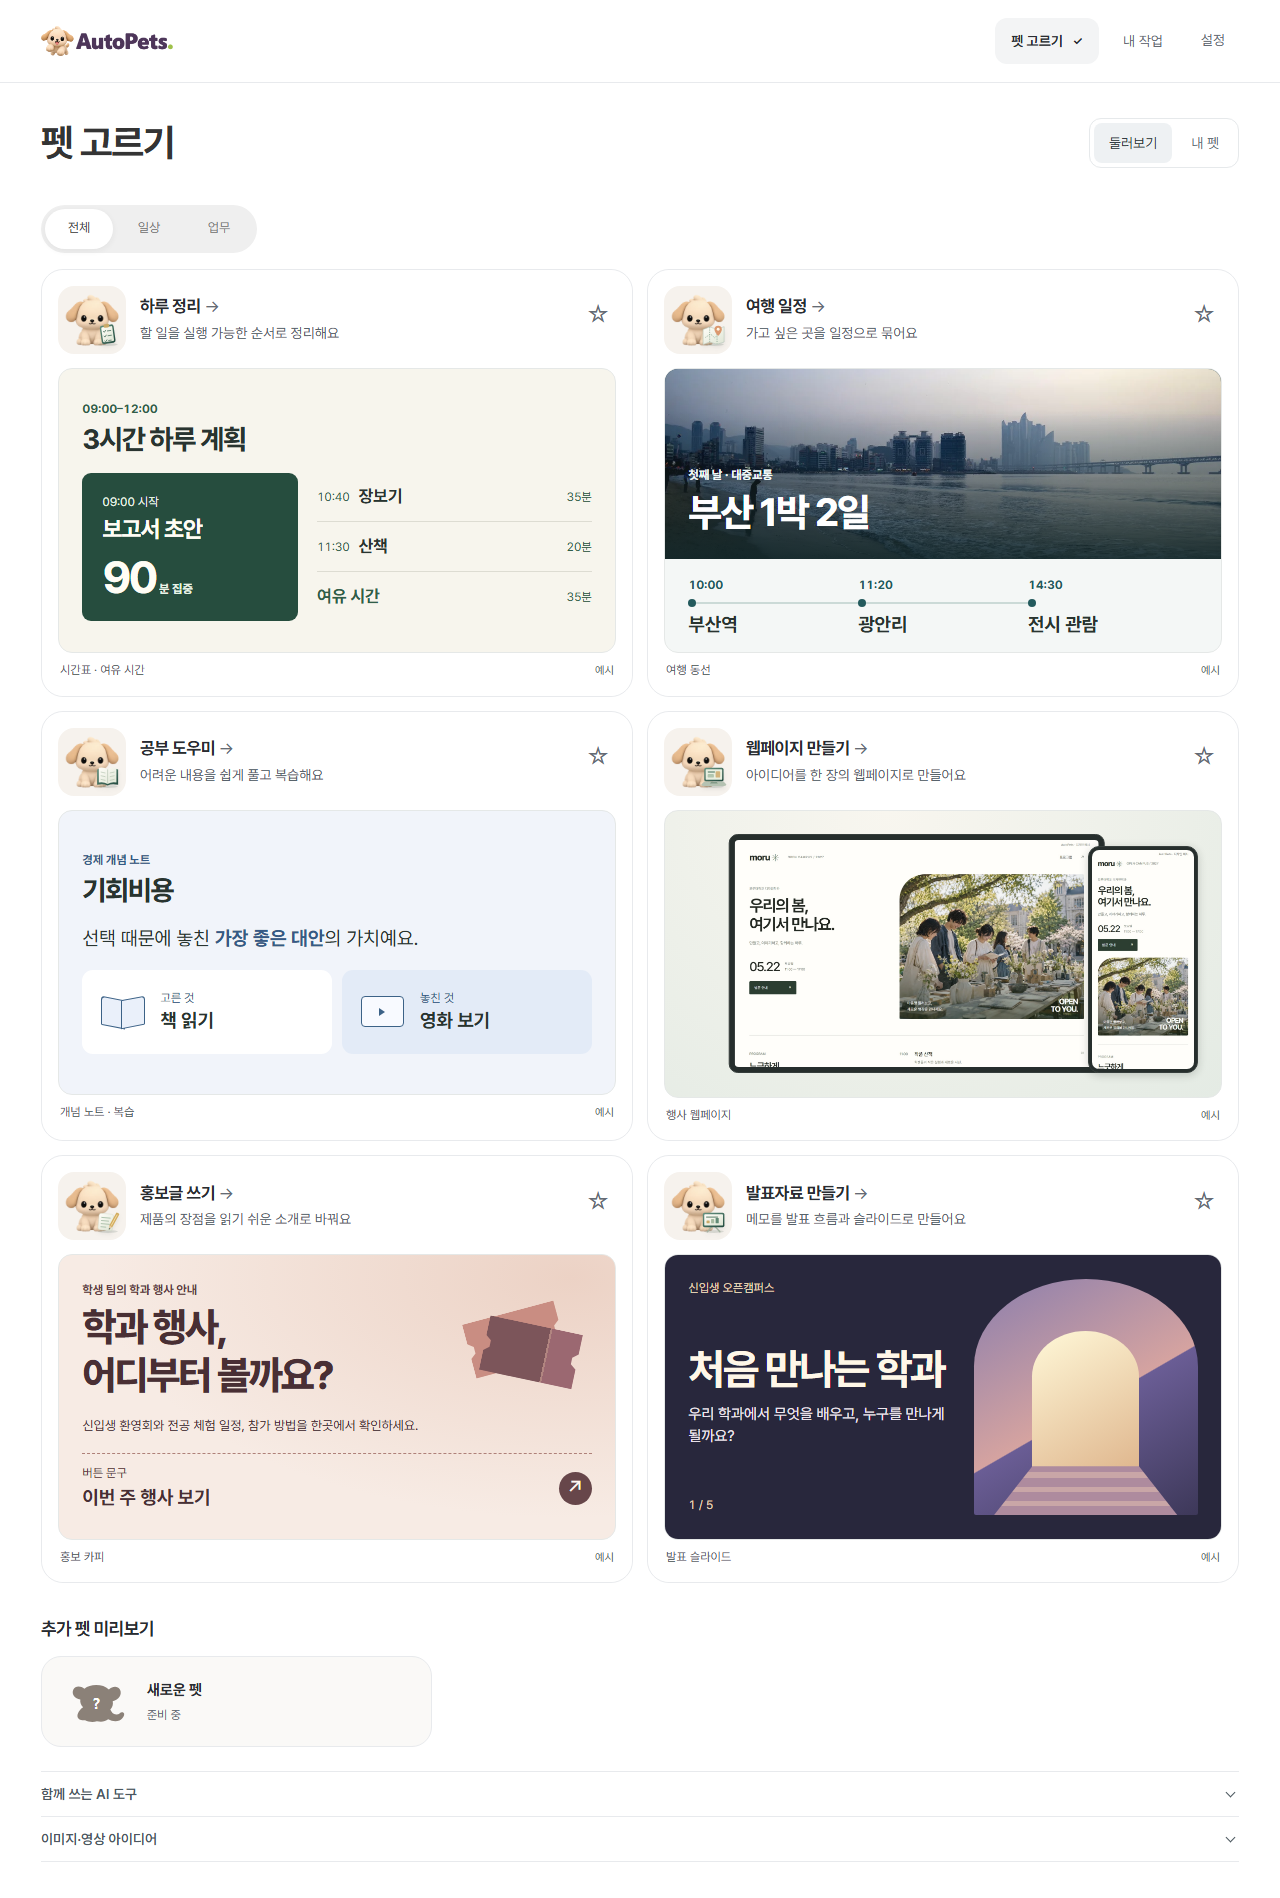 AutoPets.
펫 고르기
내 작업
설정
펫 고르기
둘러보기
내 펫
전체
일상
업무
하루 정리 →
할 일을 실행 가능한 순서로 정리해요
09:00–12:00
3시간 하루 계획
09:00 시작
보고서 초안
90분 집중
10:40 장보기 35분
11:30 산책 20분
여유 시간 35분
시간표 · 여유 시간
예시
여행 일정 →
가고 싶은 곳을 일정으로 묶어요
첫째 날 · 대중교통
부산 1박 2일
10:00
11:20
14:30
부산역
광안리
전시 관람
여행 동선
예시
공부 도우미 →
어려운 내용을 쉽게 풀고 복습해요
경제 개념 노트
기회비용
선택 때문에 놓친 가장 좋은 대안의 가치예요.
고른 것
책 읽기
놓친 것
영화 보기
개념 노트 · 복습
예시
웹페이지 만들기 →
아이디어를 한 장의 웹페이지로 만들어요
moru
우리의 봄,
여기서 만나요.
05.22
OPEN
TO YOU.
누구하게
moru
우리의 봄,
여기서 만나요.
05.22
OPEN
TO YOU.
누구하게
행사 웹페이지
예시
홍보글 쓰기 →
제품의 장점을 읽기 쉬운 소개로 바꿔요
학생 팀의 학과 행사 안내
학과 행사,
어디부터 볼까요?
신입생 환영회와 전공 체험 일정, 참가 방법을 한곳에서 확인하세요.
버튼 문구
이번 주 행사 보기
홍보 카피
예시
발표자료 만들기 →
메모를 발표 흐름과 슬라이드로 만들어요
신입생 오픈캠퍼스
처음 만나는 학과
우리 학과에서 무엇을 배우고, 누구를 만나게
될까요?
1 / 5
발표 슬라이드
예시
추가 펫 미리보기
?
새로운 펫
준비 중
함께 쓰는 AI 도구
이미지·영상 아이디어